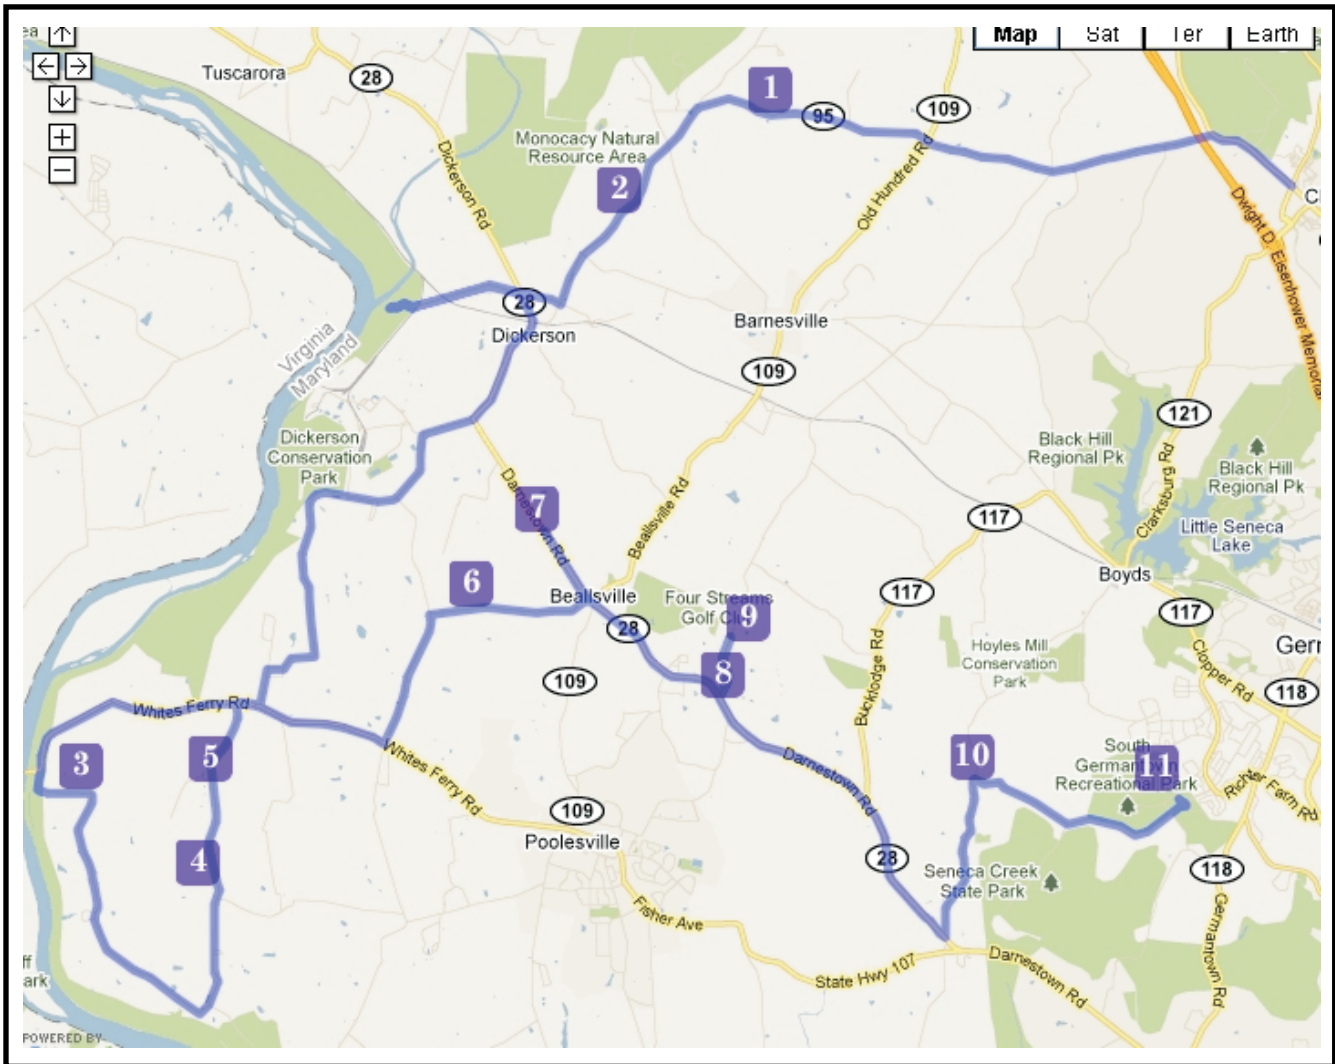 Map
Sat
Ter
Earth
Tuscarora
28
1
95
109
Monocacy Natural
Resource Area
Dickerson Rd
2
Old Hundred Rd
Dwight D. Eisenhower Memorial
28
Dickerson
Barnesville
Virginia
Maryland
109
121
Dickerson
Conservation
Park
Black Hill
Regional Pk
Clarksburg Rd
Black Hill
Regional Pk
Little Seneca
Lake
Darnestown Rd
7
Beallsville Rd
117
6
Beallsville
Four Streams
Golf Club
9
117
Boyds
117
28
8
109
Bucklodge Rd
Hoyles Mill
Conservation
Park
Clopper Rd
Ger
118
Whites Ferry Rd
3
5
Whites Ferry Rd
Darnestown Rd
10
South
Germantown
Recreational Park
11
Richter Farm Rd
109
Poolesville
4
28
Seneca Creek
State Park
118
Fisher Ave
State Hwy 107
Darnestown Rd
Germantown Rd
ark
POWERED BY